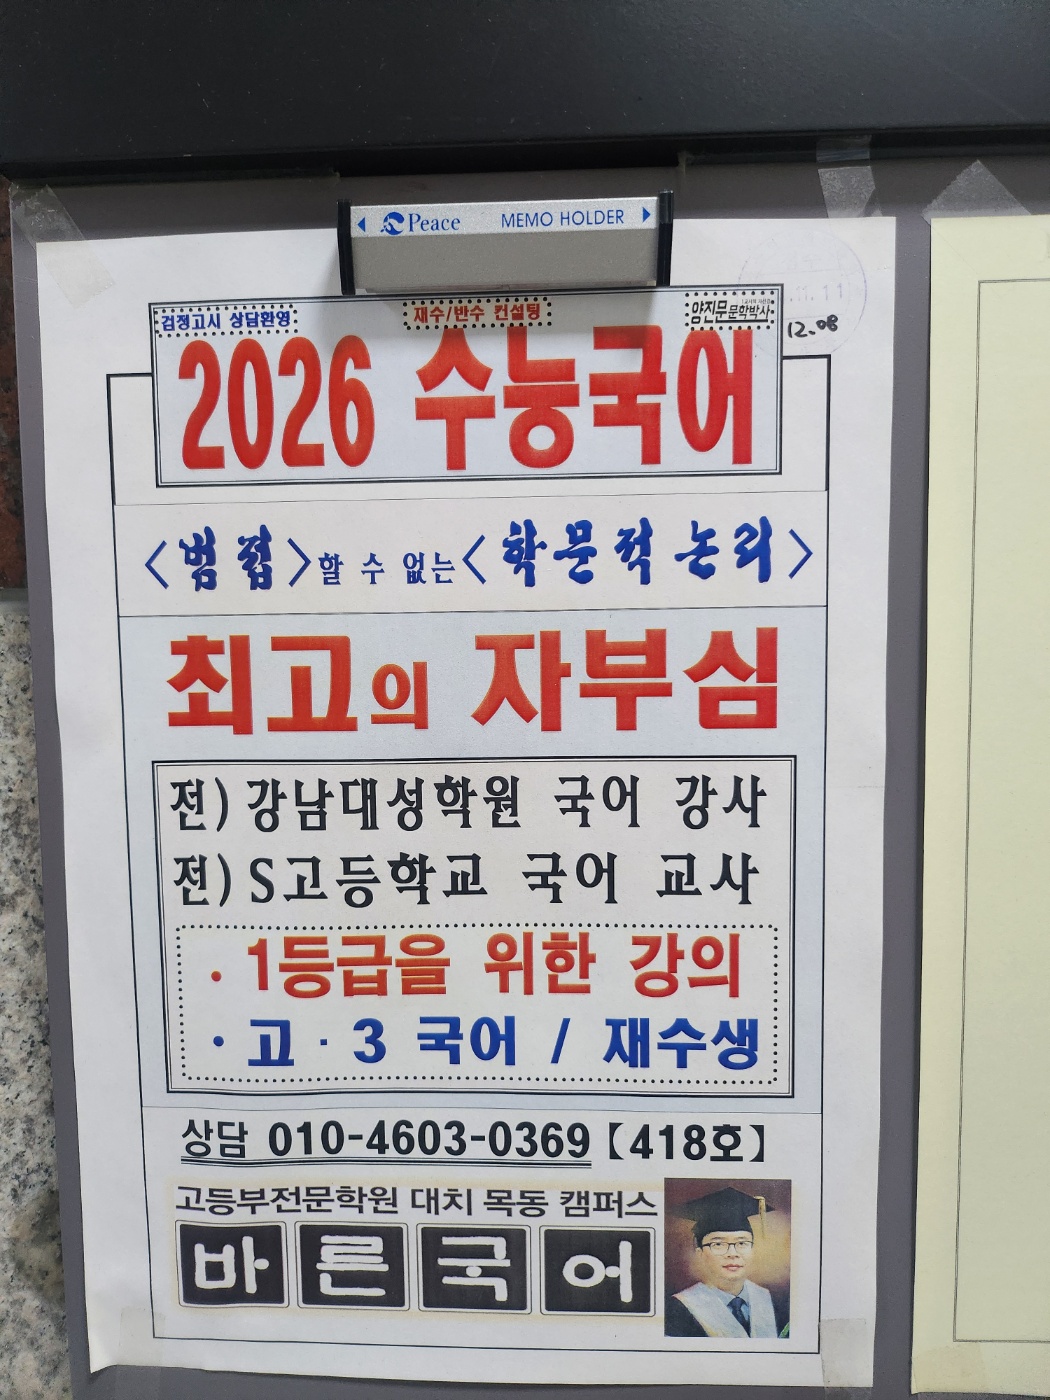 Peace MEMO HOLDER
검정고시 상담환영
재수/반수 컨설팅
양진무문학박사
11.11
12.08
2026 수능국어
<범접>할 수 없는<학문적 논리>
최고의 자부심
전)강남대성학원 국어 강사
전)S고등학교 국어 교사
· 1등급을 위한 강의
· 고·3 국어 / 재수생
상담 010-4603-0369【418호】
고등부전문학원 대치 목동 캠퍼스
바른국어